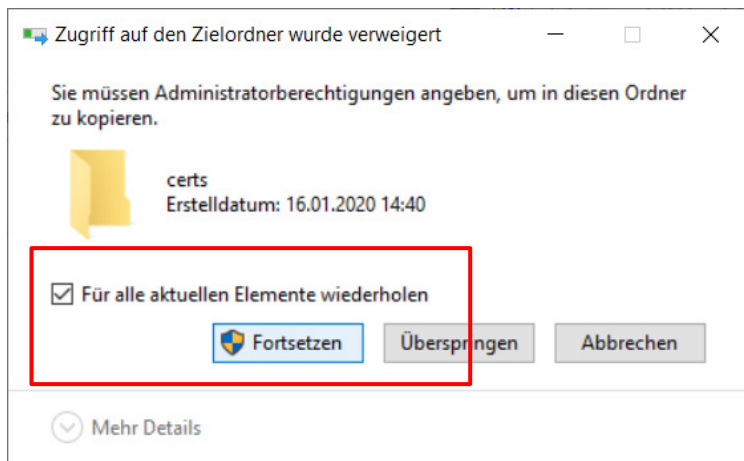 Zugriff auf den Zielordner wurde verweigert
Sie müssen Administratorberechtigungen angeben, um in diesen Ordner
zu kopieren.
certs
Erstelldatum: 16.01.2020 14:40
Für alle aktuellen Elemente wiederholen
Fortsetzen Überspringen Abbrechen
Mehr Details